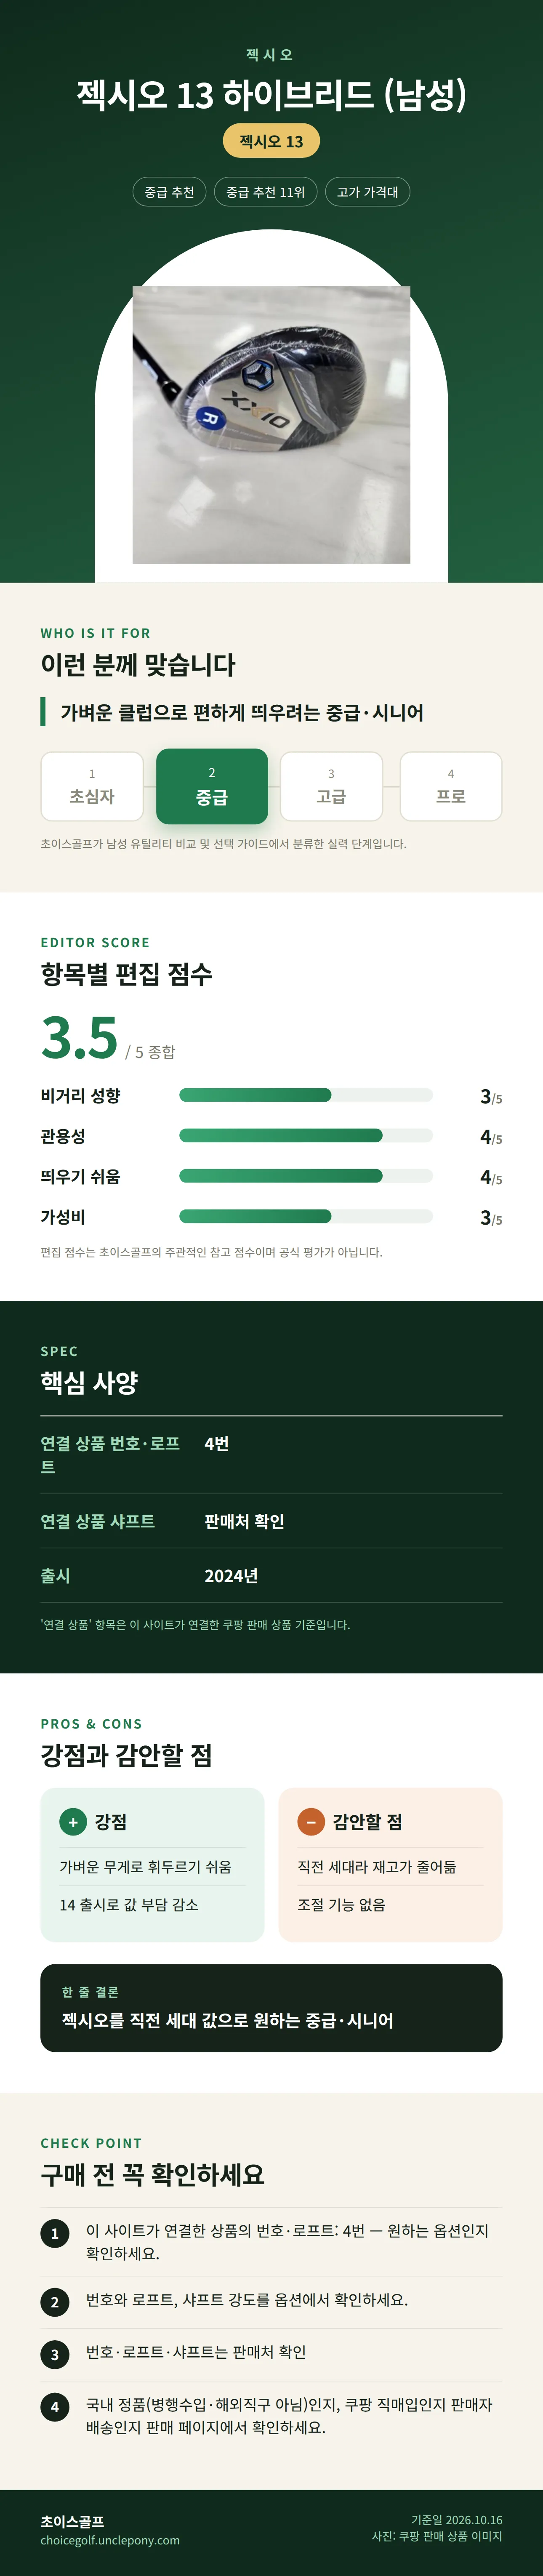 젝시오
젝시오 13 하이브리드 (남성)
젝시오 13
중급 추천
중급 추천 11위
고가 가격대
XXIO
R
WHO IS IT FOR
이런 분께 맞습니다
가벼운 클럽으로 편하게 띄우려는 중급·시니어
1
초심자
2
중급
3
고급
4
프로
초이스골프가 남성 유틸리티 비교 및 선택 가이드에서 분류한 실력 단계입니다.
EDITOR SCORE
항목별 편집 점수
3.5 / 5 종합
비거리 성향 3/5
관용성 4/5
띄우기 쉬움 4/5
가성비 3/5
편집 점수는 초이스골프의 주관적인 참고 점수이며 공식 평가가 아닙니다.
SPEC
핵심 사양
연결 상품 번호·로프트 4번
연결 상품 샤프트 판매처 확인
출시 2024년
'연결 상품' 항목은 이 사이트가 연결한 쿠팡 판매 상품 기준입니다.
PROS & CONS
강점과 감안할 점
+ 강점
가벼운 무게로 휘두르기 쉬움
14 출시로 값 부담 감소
− 감안할 점
직전 세대라 재고가 줄어듦
조절 기능 없음
한 줄 결론
젝시오를 직전 세대 값으로 원하는 중급·시니어
CHECK POINT
구매 전 꼭 확인하세요
1 이 사이트가 연결한 상품의 번호·로프트: 4번 — 원하는 옵션인지
확인하세요.
2 번호와 로프트, 샤프트 강도를 옵션에서 확인하세요.
3 번호·로프트·샤프트는 판매처 확인
4 국내 정품(병행수입·해외직구 아님)인지, 쿠팡 직매입인지 판매자
배송인지 판매 페이지에서 확인하세요.
초이스골프
choicegolf.unclepony.com
기준일 2026.10.16
사진: 쿠팡 판매 상품 이미지